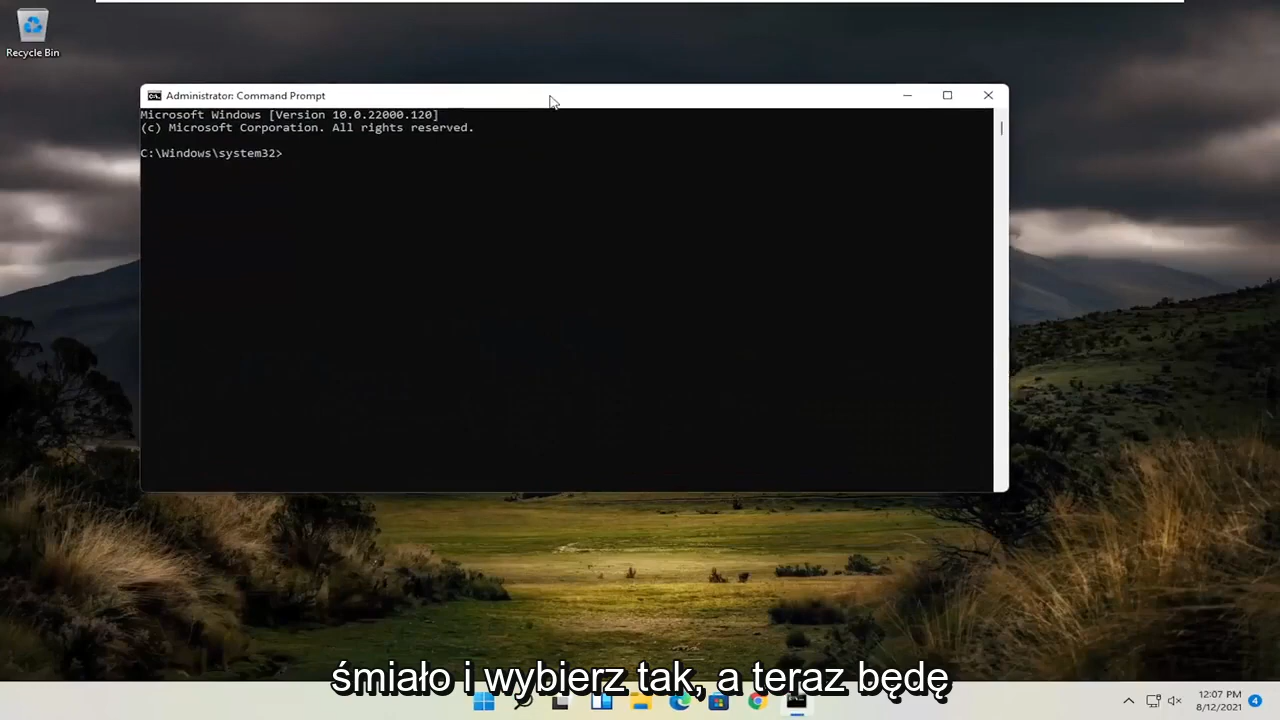 Recycle Bin
Administrator: Command Prompt
Microsoft Windows [Version 10.0.22000.120]
(c) Microsoft Corporation. All rights reserved.
C:\Windows\system32>
śmiało i wybierz tak, a teraz będę
12:07 PM
8/12/2021
4